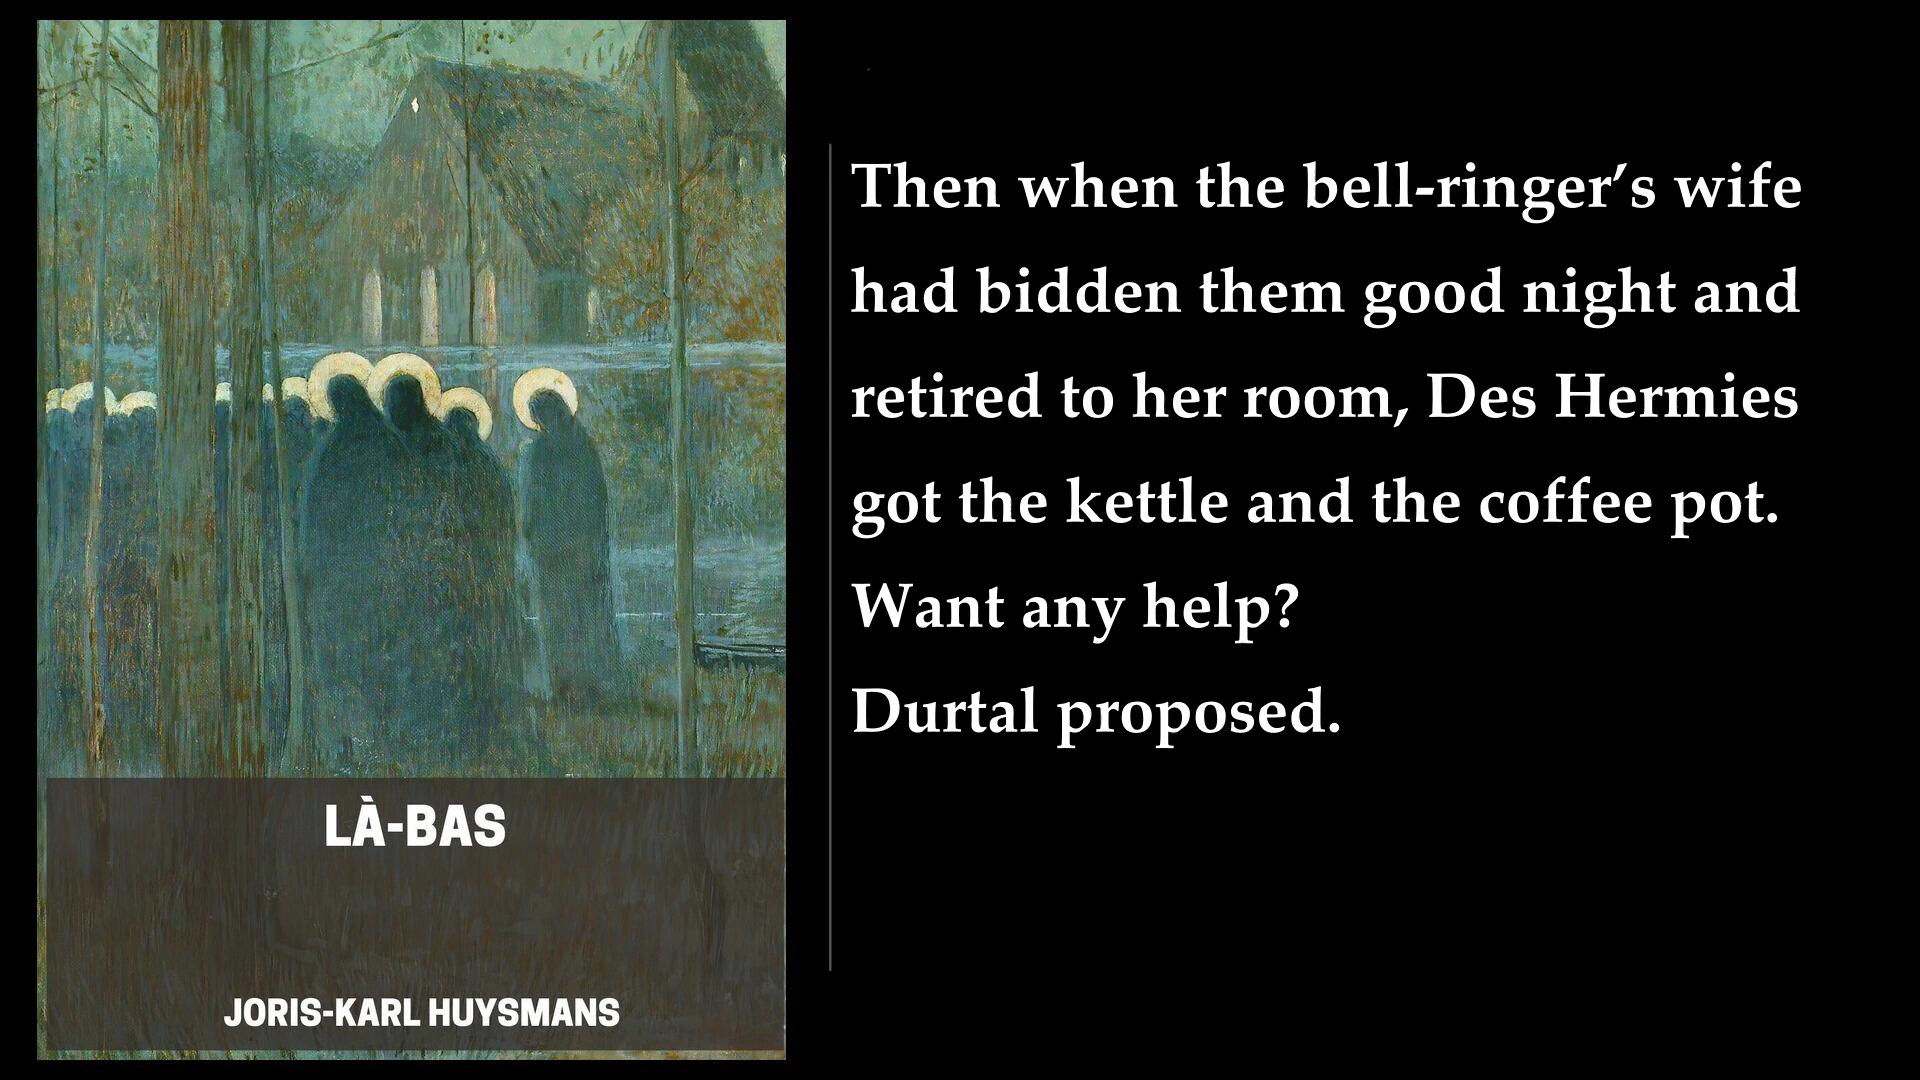 LÀ-BAS
JORIS-KARL HUYSMANS
Then when the bell-ringer’s wife
had bidden them good night and
retired to her room, Des Hermies
got the kettle and the coffee pot.
Want any help?
Durtal proposed.